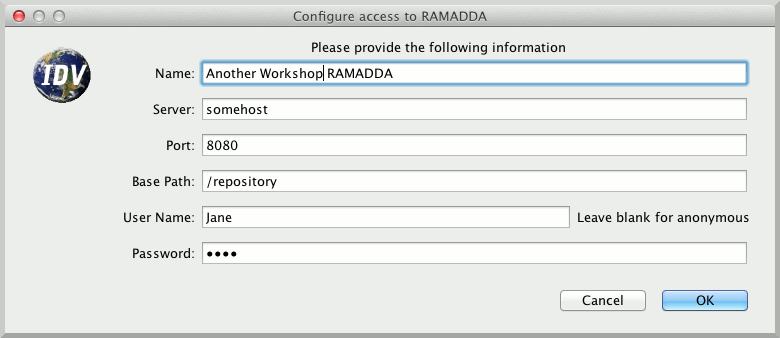 Configure access to RAMADDA
Please provide the following information
IDV
Name: Another Workshop RAMADDA
Server: somehost
Port: 8080
Base Path: /repository
User Name: Jane Leave blank for anonymous
Password: ••••
Cancel OK